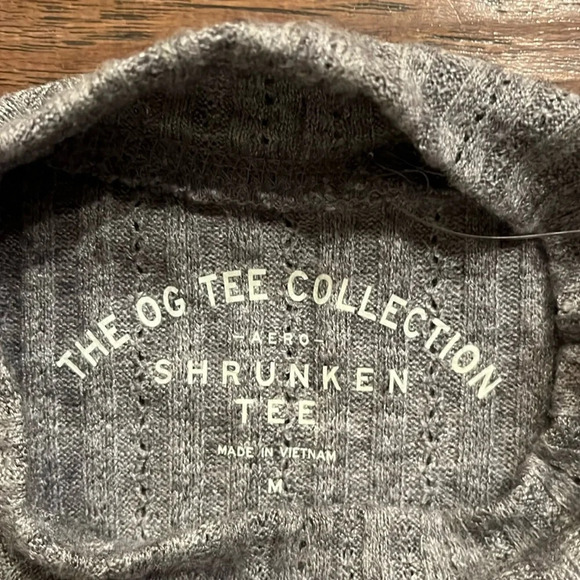 THE OG TEE COLLECTION
-AERO-
SHRUNKEN
TEE
MADE IN VIETNAM
M